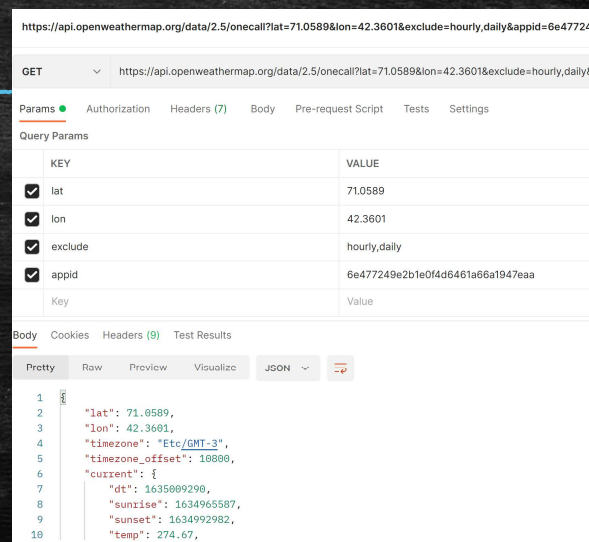 https://api.openweathermap.org/data/2.5/onecall?lat=71.0589&lon=42.3601&exclude=hourly,daily&appid=6e47724
GET https://api.openweathermap.org/data/2.5/onecall?lat=71.0589&lon=42.3601&exclude=hourly,daily&
Params Authorization Headers (7) Body Pre-request Script Tests Settings
Query Params
KEY VALUE
lat 71.0589
lon 42.3601
exclude hourly,daily
appid 6e477249e2b1e0f4d6461a66a1947eaa
Key Value
Body Cookies Headers (9) Test Results
Pretty Raw Preview Visualize JSON
1 {
2 "lat": 71.0589,
3 "lon": 42.3601,
4 "timezone": "Etc/GMT-3",
5 "timezone_offset": 10800,
6 "current": {
7 "dt": 1635009290,
8 "sunrise": 1634965587,
9 "sunset": 1634992982,
10 "temp": 274.67,